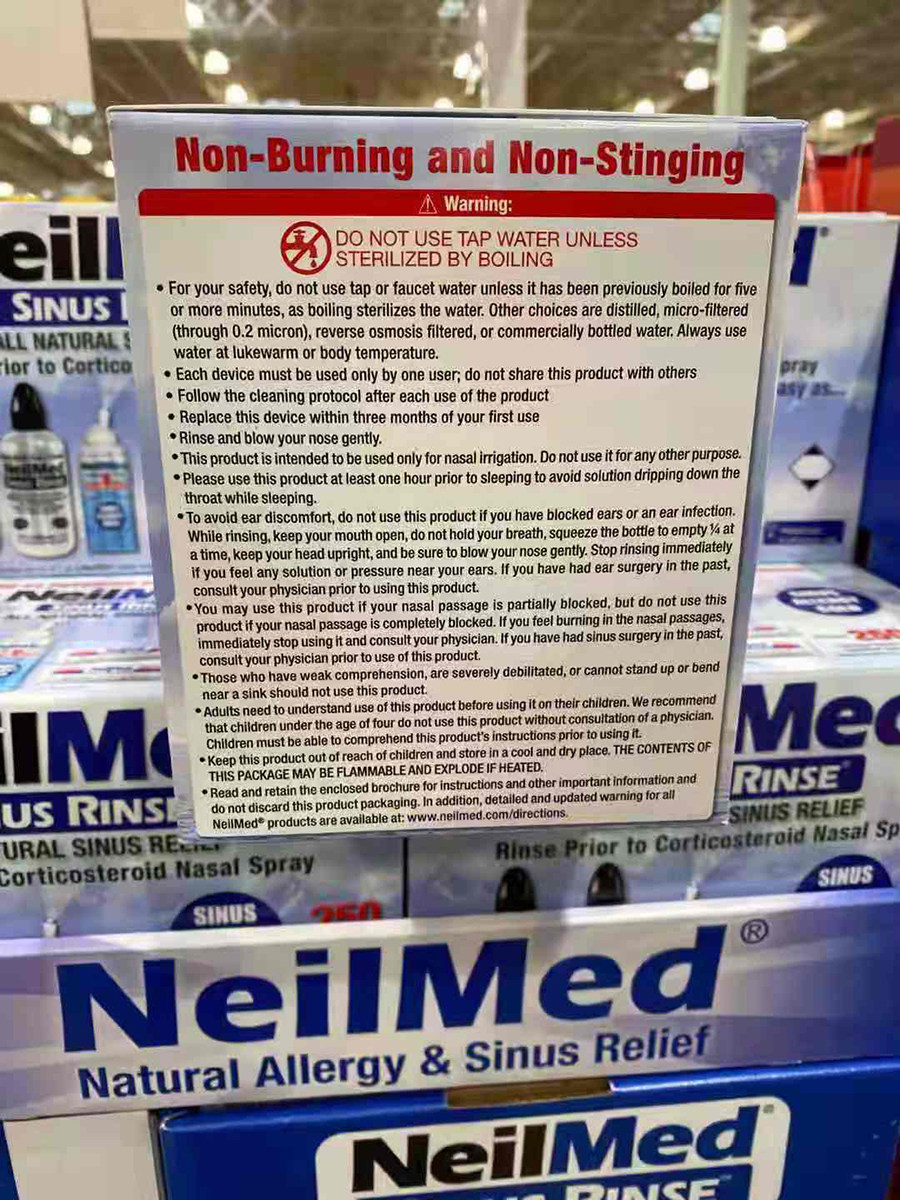 Non-Burning and Non-Stinging
⚠ Warning:
DO NOT USE TAP WATER UNLESS
STERILIZED BY BOILING
• For your safety, do not use tap or faucet water unless it has been previously boiled for five
or more minutes, as boiling sterilizes the water. Other choices are distilled, micro-filtered
(through 0.2 micron), reverse osmosis filtered, or commercially bottled water. Always use
water at lukewarm or body temperature.
• Each device must be used only by one user; do not share this product with others
• Follow the cleaning protocol after each use of the product
• Replace this device within three months of your first use
• Rinse and blow your nose gently.
• This product is intended to be used only for nasal irrigation. Do not use it for any other purpose.
• Please use this product at least one hour prior to sleeping to avoid solution dripping down the
throat while sleeping.
• To avoid ear discomfort, do not use this product if you have blocked ears or an ear infection.
While rinsing, keep your mouth open, do not hold your breath, squeeze the bottle to empty ¼ at
a time, keep your head upright, and be sure to blow your nose gently. Stop rinsing immediately
if you feel any solution or pressure near your ears. If you have had ear surgery in the past,
consult your physician prior to using this product.
• You may use this product if your nasal passage is partially blocked, but do not use this
product if your nasal passage is completely blocked. If you feel burning in the nasal passages,
immediately stop using it and consult your physician. If you have had sinus surgery in the past,
consult your physician prior to use of this product.
• Those who have weak comprehension, are severely debilitated, or cannot stand up or bend
near a sink should not use this product.
• Adults need to understand use of this product before using it on their children. We recommend
that children under the age of four do not use this product without consultation of a physician.
Children must be able to comprehend this product's instructions prior to using it.
• Keep this product out of reach of children and store in a cool and dry place. THE CONTENTS OF
THIS PACKAGE MAY BE FLAMMABLE AND EXPLODE IF HEATED.
• Read and retain the enclosed brochure for instructions and other important information and
do not discard this product packaging. In addition, detailed and updated warning for all
NeilMed® products are available at: www.neilmed.com/directions.
eil
SINUS
ALL NATURAL
rior to Cortico
pray
asy as...
NeilM
250
ilMe
US RINS
URAL SINUS RELIEF
Corticosteroid Nasal Spray
SINUS
250
Med
RINSE®
SINUS RELIEF
Rinse Prior to Corticosteroid Nasal Sp
SINUS
NeilMed®
Natural Allergy & Sinus Relief
NeilMed®
RINSE